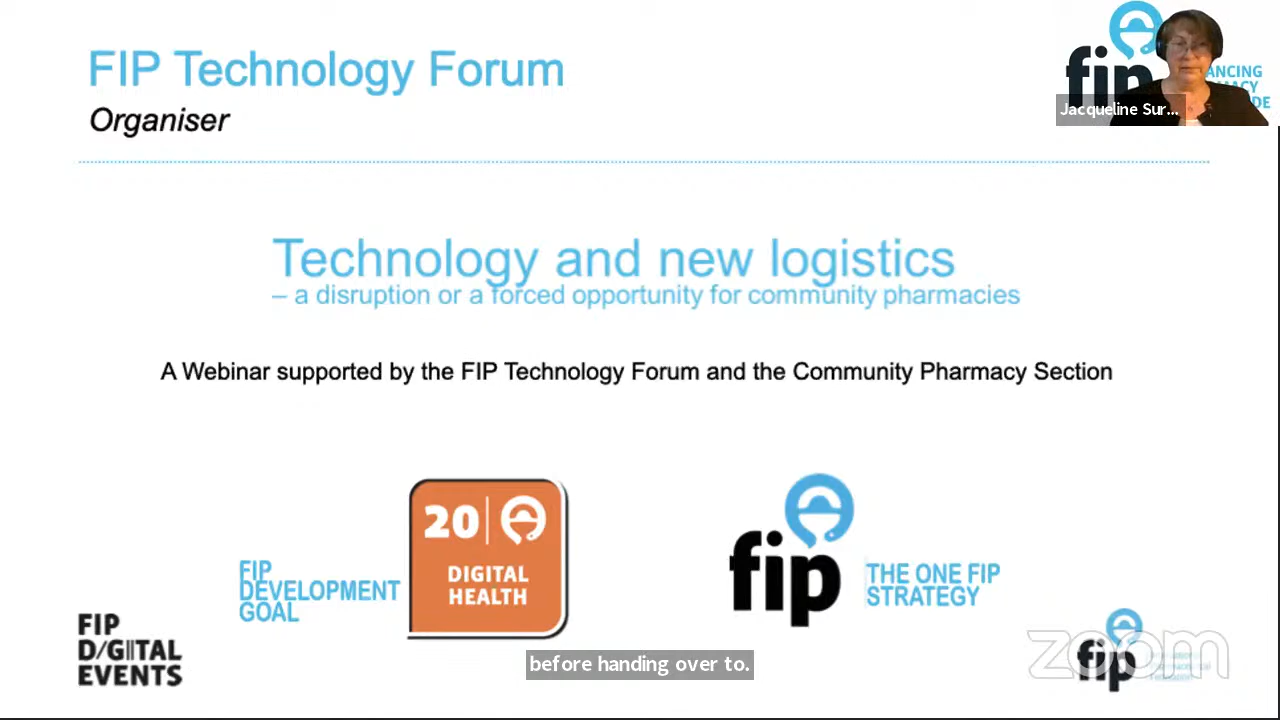 FIP Technology Forum
Organiser
fip
ANCING
Jacqueline Sur...
Technology and new logistics
– a disruption or a forced opportunity for community pharmacies
A Webinar supported by the FIP Technology Forum and the Community Pharmacy Section
FIP
DEVELOPMENT
GOAL
20
DIGITAL
HEALTH
fip
THE ONE FIP
STRATEGY
FIP
D/GITAL
EVENTS
before handing over to.
zoom
fip